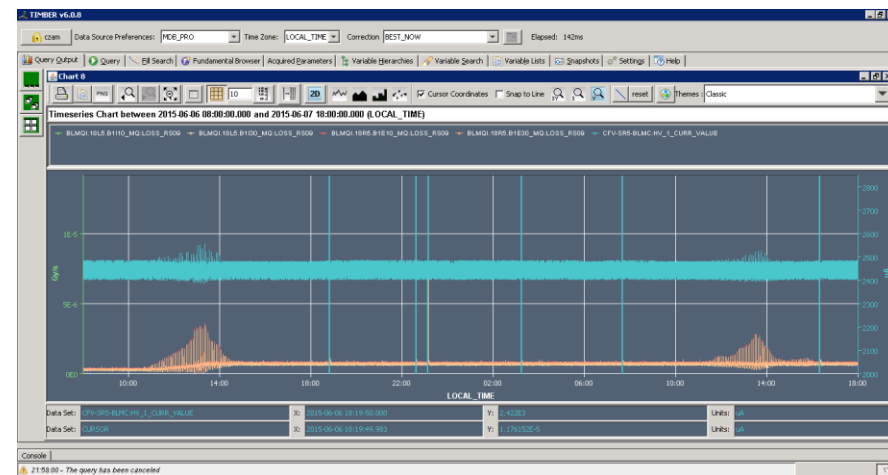 TIMBER v6.0.8
czam Data Source Preferences: MDB_PRO Time Zone: LOCAL_TIME Correction BEST_NOW Elapsed: 142ms
Query Output Query Fill Search Fundamental Browser Acquired Parameters Variable Hierarchies Variable Search Variable Lists Snapshots Settings Help
Chart 8
PNG 10 2D Cursor Coordinates Snap to Line reset Themes : Classic
Timeseries Chart between 2015-06-06 08:00:00.000 and 2015-06-07 18:00:00.000 (LOCAL_TIME)
BLMQI.18L5.B1I10_MQ:LOSS_RS09 BLMQI.18L5.B1I30_MQ:LOSS_RS09 BLMQI.18R5.B1E10_MQ:LOSS_RS09 BLMQI.18R5.B1E30_MQ:LOSS_RS09 CFV-SR5-BLMC:HV_1_CURR_VALUE
2800
2700
1E-5 2600
2500
Gy/s 2400
5E-6 2300
2200
2100
0E0 2000
10:00 14:00 18:00 22:00 02:00 06:00 10:00 14:00 18:00
LOCAL_TIME
Data Set: CFV-SR5-BLMC:HV_1_CURR_VALUE X: 2015-06-06 18:19:50.000 Y: 2.422E3 Units: uA
Data Set: CURSOR X: 2015-06-06 18:19:49.983 Y: 1.176152E-5 Units: uA
Console
21:58:00 - The query has been canceled